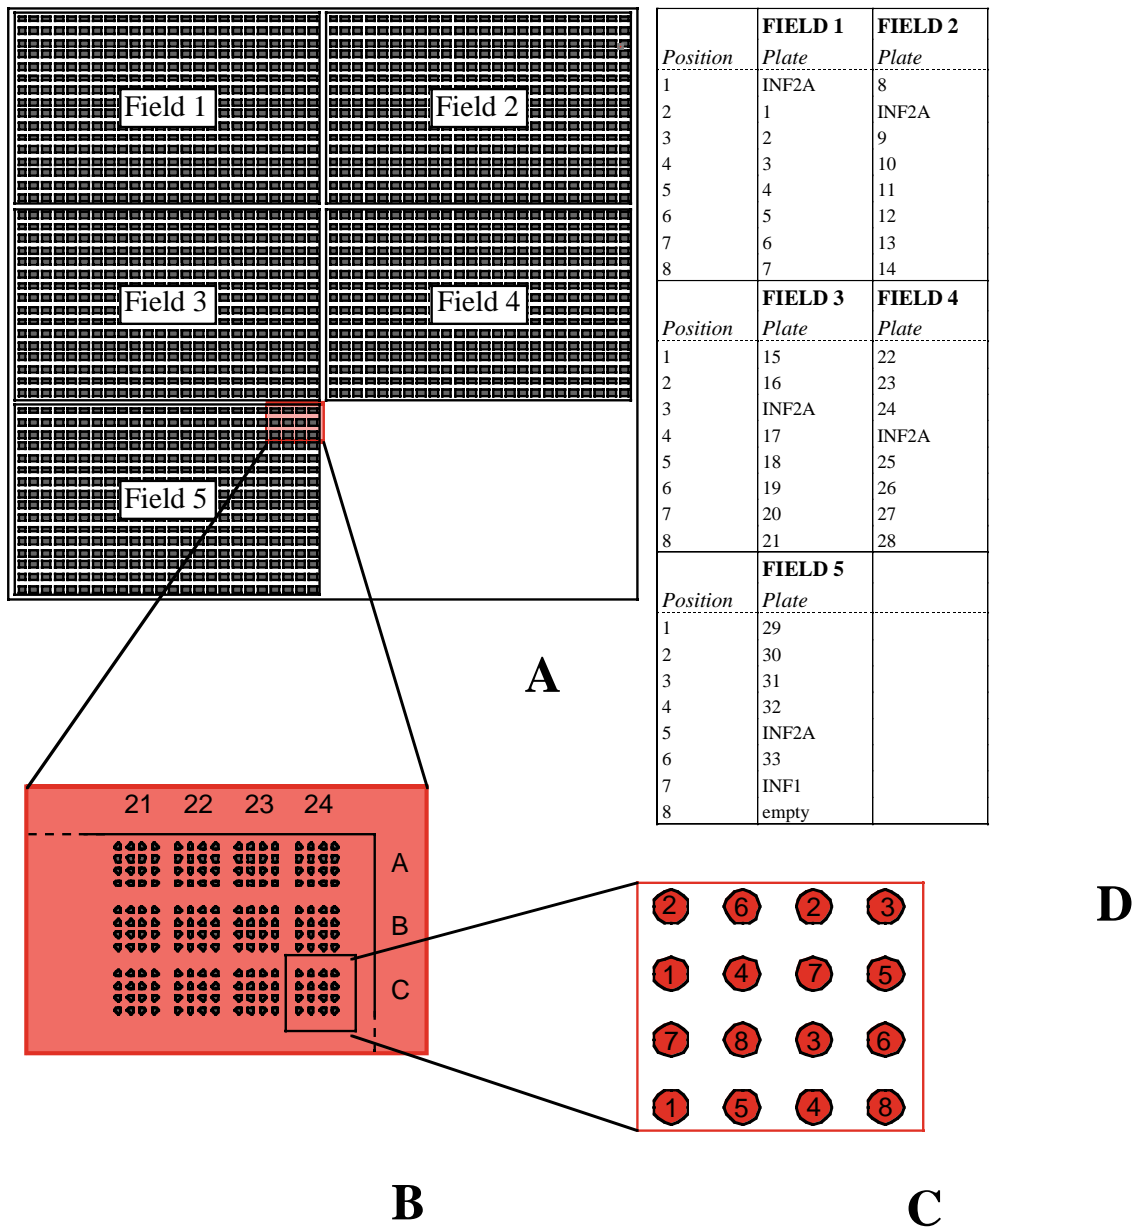 Field 1
Field 2
Field 3
Field 4
Field 5
A
FIELD 1 FIELD 2
Position Plate Plate
1 INF2A 8
2 1 INF2A
3 2 9
4 3 10
5 4 11
6 5 12
7 6 13
8 7 14
FIELD 3 FIELD 4
Position Plate Plate
1 15 22
2 16 23
3 INF2A 24
4 17 INF2A
5 18 25
6 19 26
7 20 27
8 21 28
FIELD 5
Position Plate
1 29
2 30
3 31
4 32
5 INF2A
6 33
7 INF1
8 empty
D
21 22 23 24
A
B
C
B
2 6 2 3
1 4 7 5
7 8 3 6
1 5 4 8
C